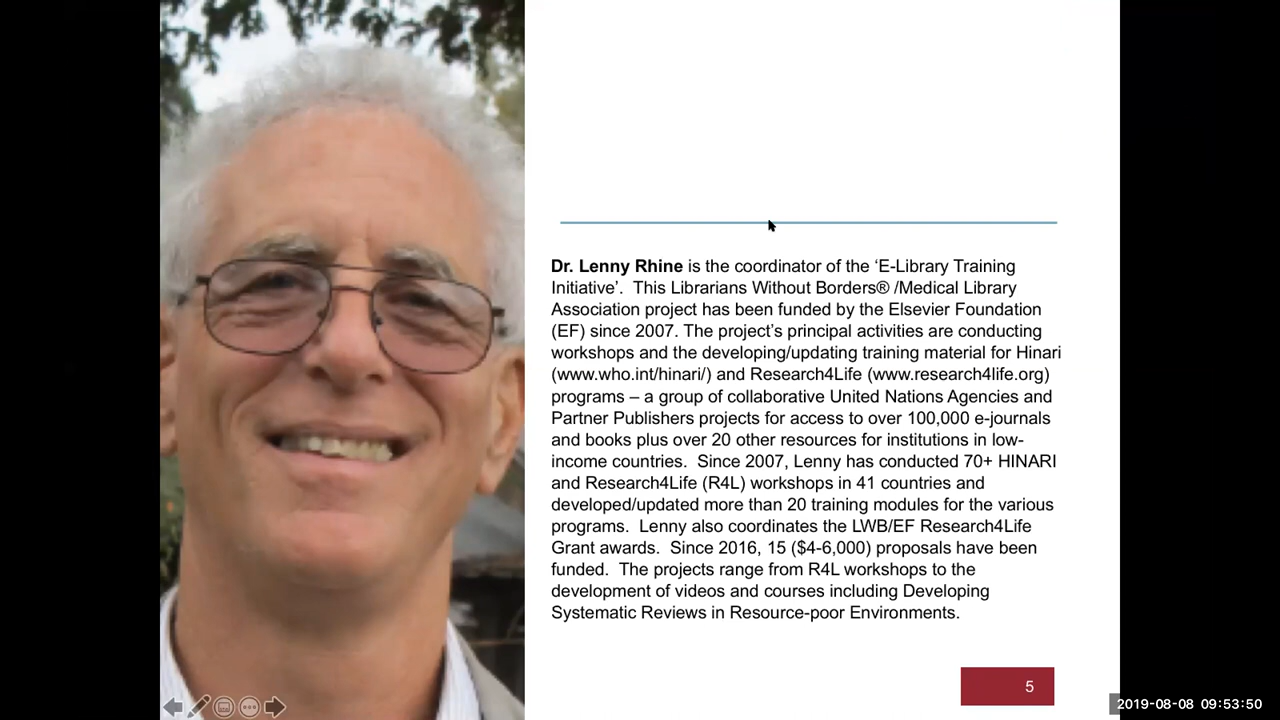 Dr. Lenny Rhine is the coordinator of the ‘E-Library Training
Initiative’.  This Librarians Without Borders® /Medical Library
Association project has been funded by the Elsevier Foundation
(EF) since 2007. The project’s principal activities are conducting
workshops and the developing/updating training material for Hinari
(www.who.int/hinari/) and Research4Life (www.research4life.org)
programs – a group of collaborative United Nations Agencies and
Partner Publishers projects for access to over 100,000 e-journals
and books plus over 20 other resources for institutions in low-
income countries.  Since 2007, Lenny has conducted 70+ HINARI
and Research4Life (R4L) workshops in 41 countries and
developed/updated more than 20 training modules for the various
programs.  Lenny also coordinates the LWB/EF Research4Life
Grant awards.  Since 2016, 15 ($4-6,000) proposals have been
funded.  The projects range from R4L workshops to the
development of videos and courses including Developing
Systematic Reviews in Resource-poor Environments.
5
2019-08-08 09:53:50